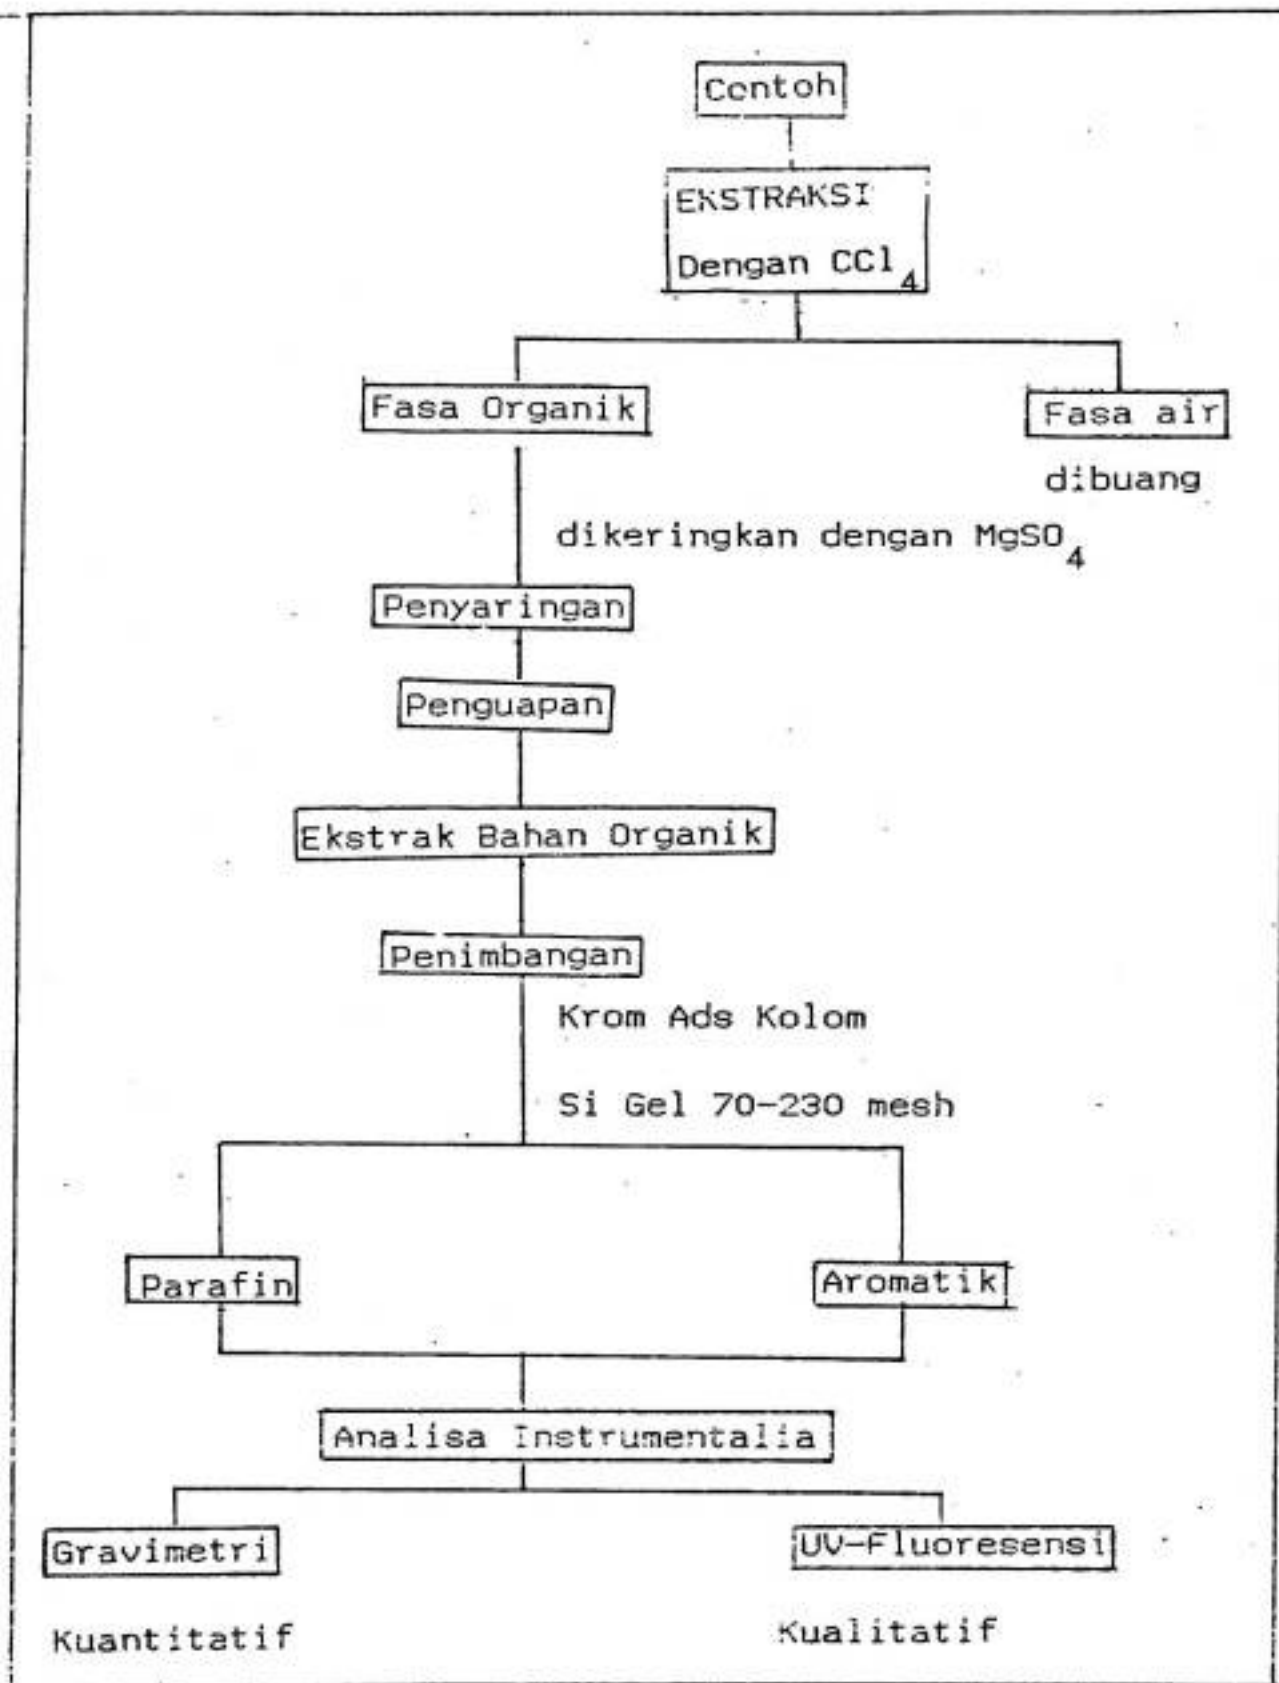 Contoh
EKSTRAKSI
Dengan CCl4
Fasa Organik
Fasa air
dibuang
dikeringkan dengan MgSO4
Penyaringan
Penguapan
Ekstrak Bahan Organik
Penimbangan
Krom Ads Kolom
Si Gel 70-230 mesh
Parafin
Aromatik
Analisa Instrumentalia
Gravimetri
UV-Fluoresensi
Kuantitatif
Kualitatif